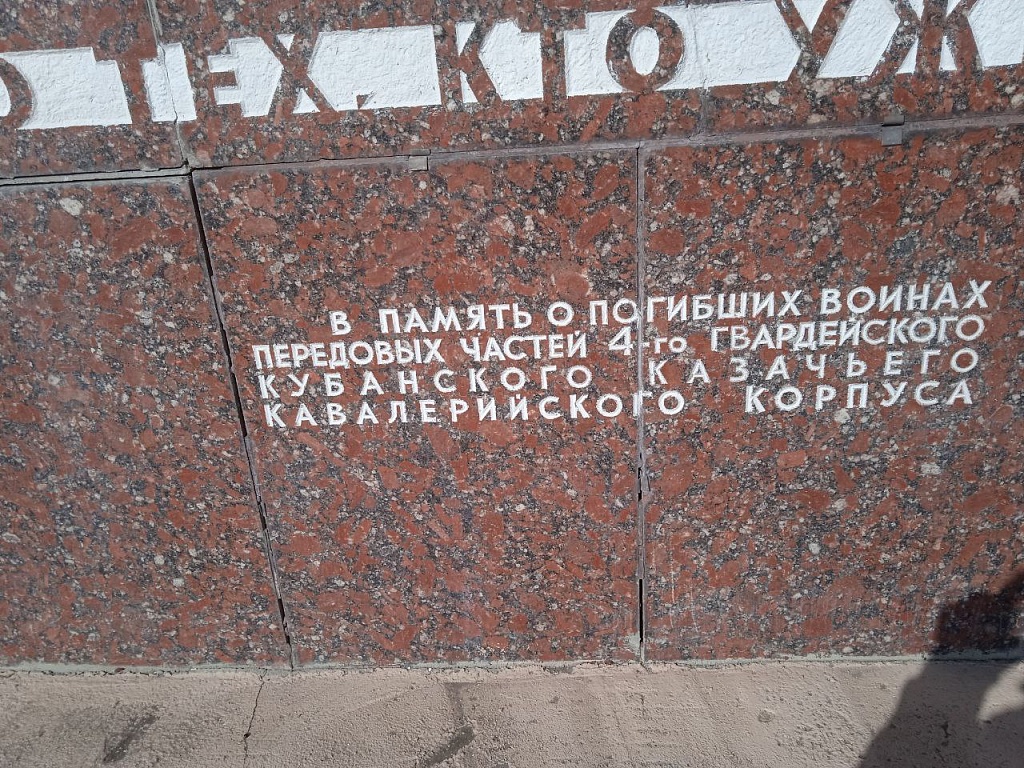 О ТЕХ, КТО УЖ
В ПАМЯТЬ О ПОГИБШИХ ВОИНАХ
ПЕРЕДОВЫХ ЧАСТЕЙ 4-го ГВАРДЕЙСКОГО
КУБАНСКОГО КАЗАЧЬЕГО
КАВАЛЕРИЙСКОГО КОРПУСА